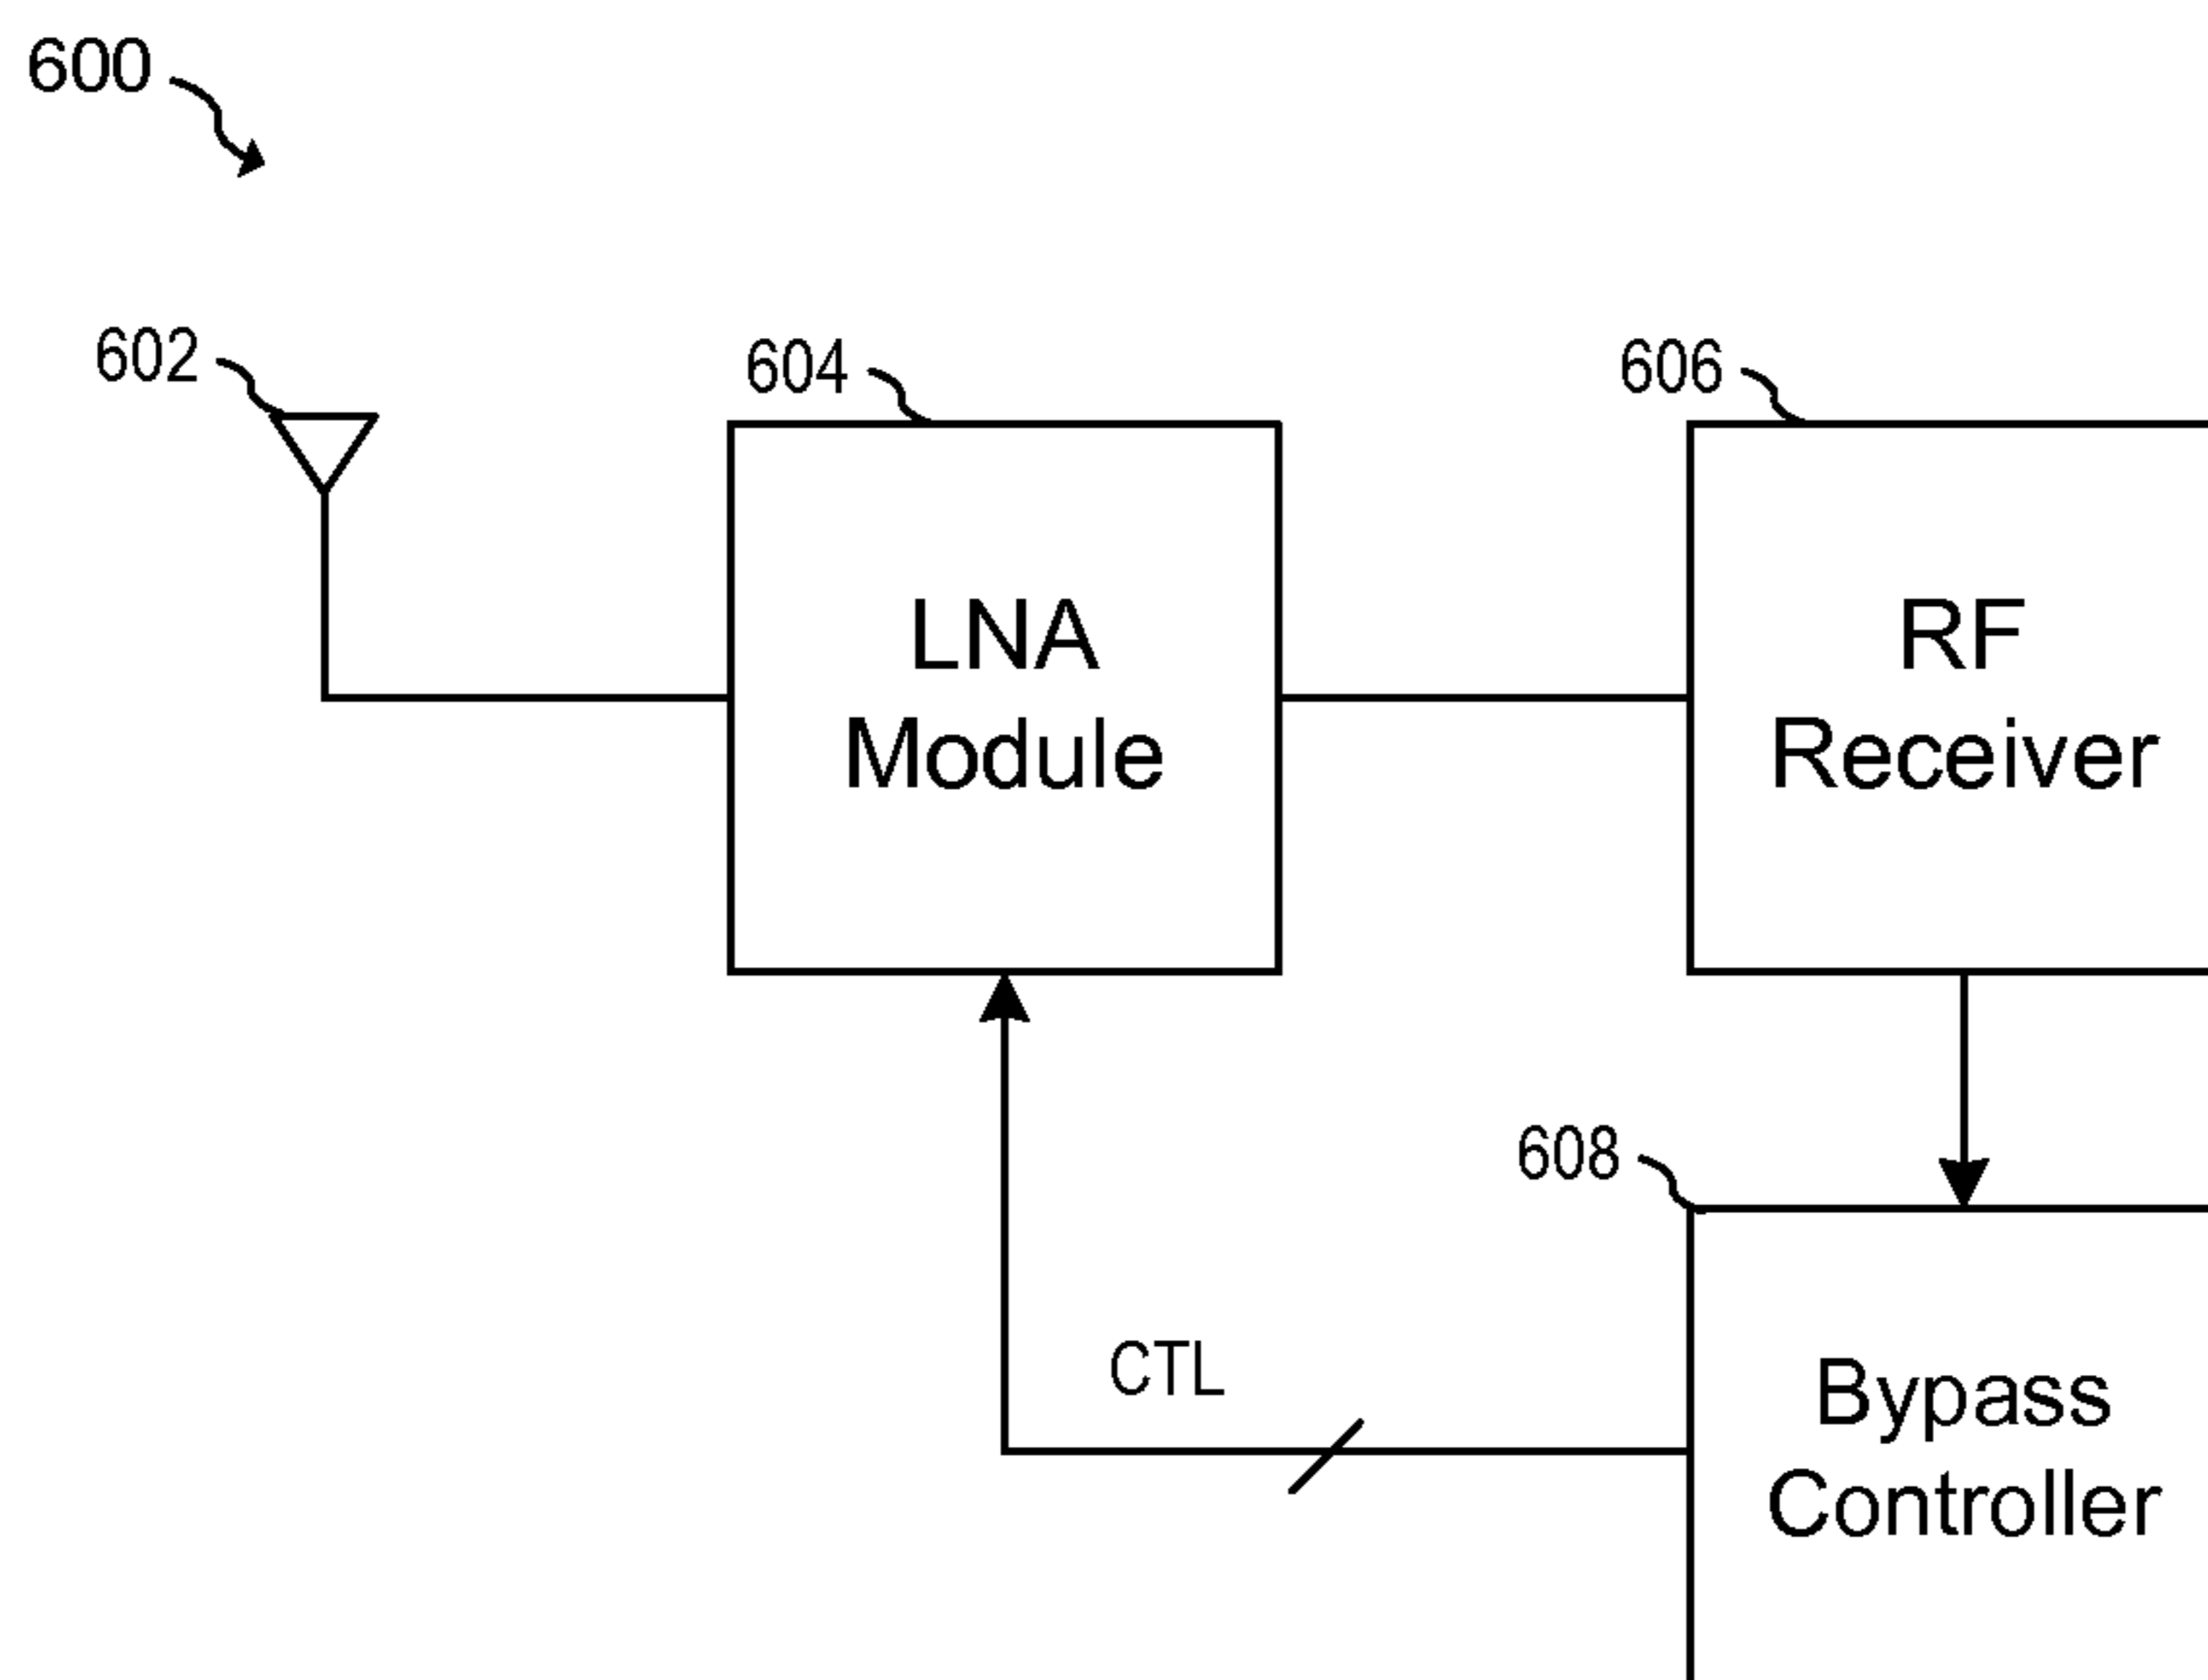 600
602
604
606
LNA
Module
RF
Receiver
608
CTL
Bypass
Controller